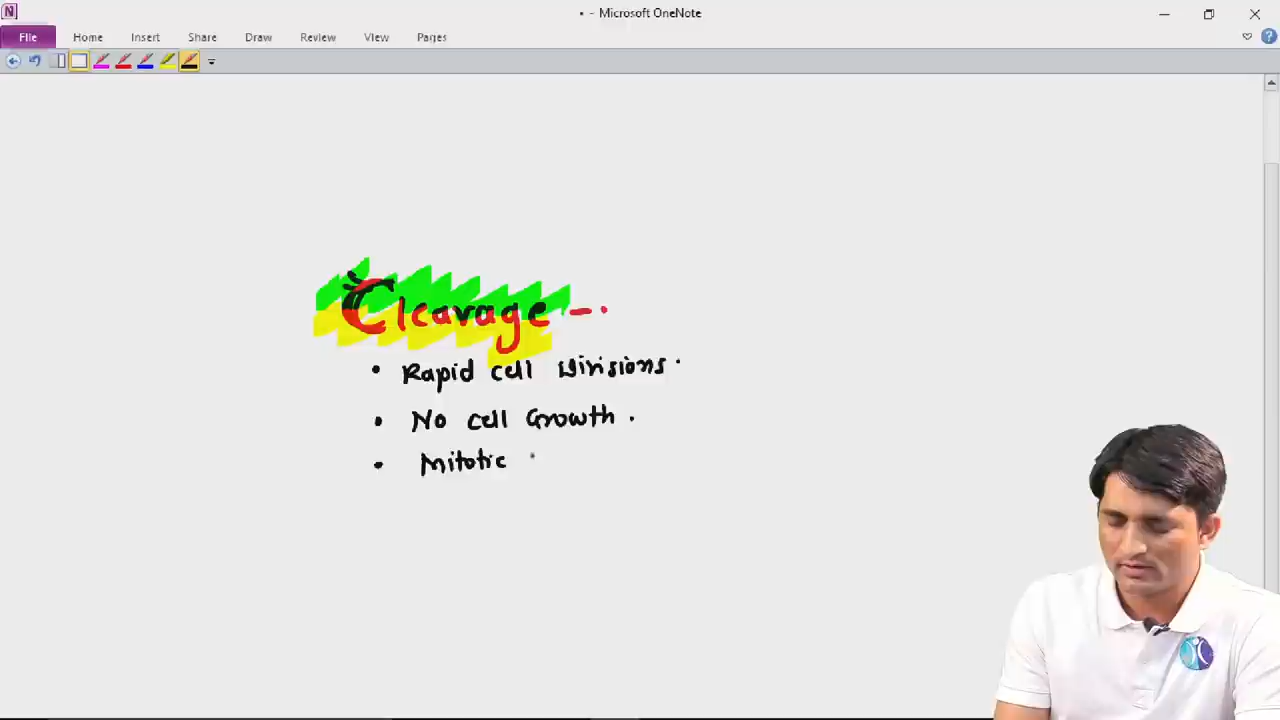 • - Microsoft OneNote
File Home Insert Share Draw Review View Pages
Cleavage -.
• Rapid cell Divisions.
• No cell Growth.
• Mitotic